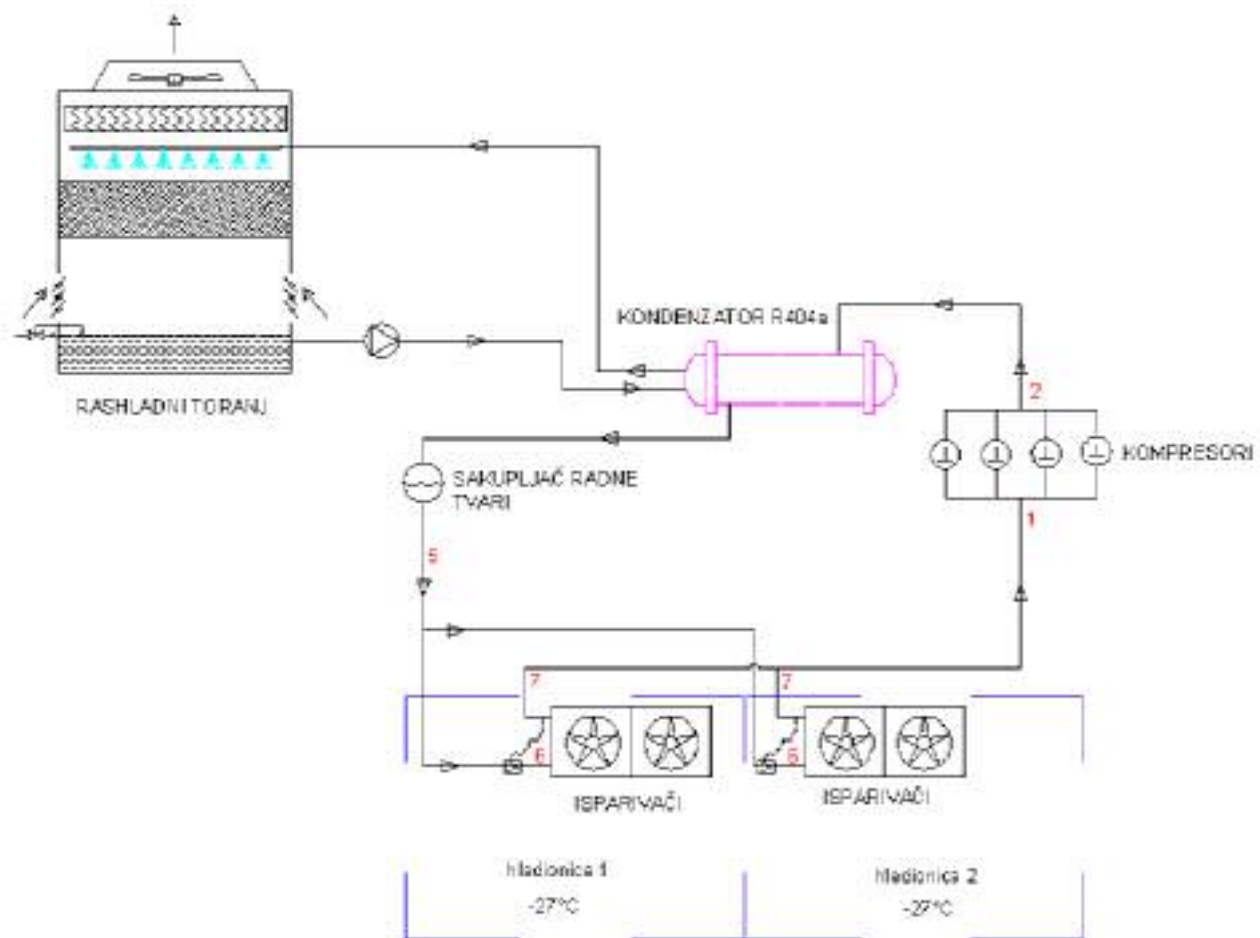 KONDENZATOR R404a
RASHLADNI TORANJ
2
KOMPRESORI
SAKUPLJAČ RADNE
TVARI
1
5
7
7
6
6
ISPARIVAČI
ISPARIVAČI
hladionica 1
hladionica 2
-27°C
-27°C